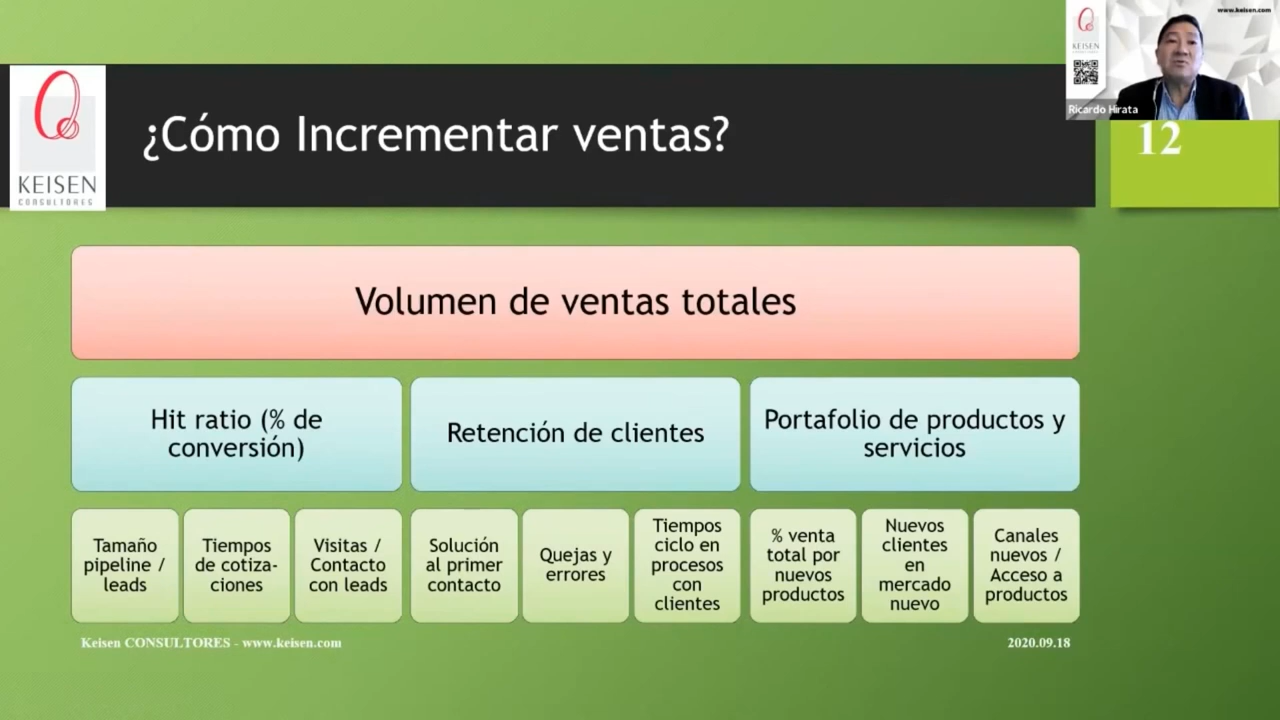 www.keisen.com
KEISEN
Ricardo Hirata
KEISEN
CONSULTORES
¿Cómo Incrementar ventas?
12
Volumen de ventas totales
Hit ratio (% de
conversión)
Retención de clientes
Portafolio de productos y
servicios
Tamaño
pipeline /
leads
Tiempos
de cotiza-
ciones
Visitas /
Contacto
con leads
Solución
al primer
contacto
Quejas y
errores
Tiempos
ciclo en
procesos
con
clientes
% venta
total por
nuevos
productos
Nuevos
clientes
en
mercado
nuevo
Canales
nuevos /
Acceso a
productos
Keisen CONSULTORES - www.keisen.com
2020.09.18